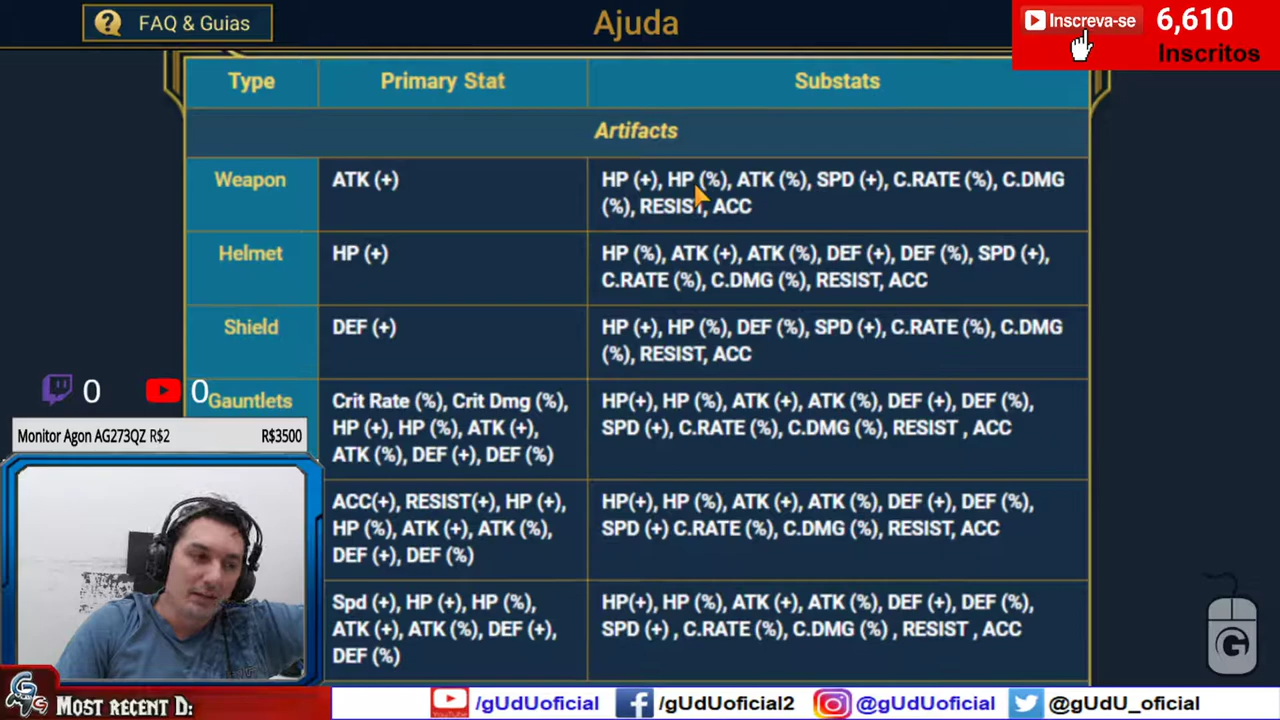 FAQ & Guias
Ajuda
Inscreva-se
6,610
Inscritos
Type
Primary Stat
Substats
Artifacts
Weapon
ATK (+)
HP (+), HP (%), ATK (%), SPD (+), C.RATE (%), C.DMG
(%), RESIST, ACC
Helmet
HP (+)
HP (%), ATK (+), ATK (%), DEF (+), DEF (%), SPD (+),
C.RATE (%), C.DMG (%), RESIST, ACC
Shield
DEF (+)
HP (+), HP (%), DEF (%), SPD (+), C.RATE (%), C.DMG
(%), RESIST, ACC
Gauntlets
Crit Rate (%), Crit Dmg (%),
HP (+), HP (%), ATK (+),
ATK (%), DEF (+), DEF (%)
HP(+), HP (%), ATK (+), ATK (%), DEF (+), DEF (%),
SPD (+), C.RATE (%), C.DMG (%), RESIST , ACC
ACC(+), RESIST(+), HP (+),
HP (%), ATK (+), ATK (%),
DEF (+), DEF (%)
HP(+), HP (%), ATK (+), ATK (%), DEF (+), DEF (%),
SPD (+) C.RATE (%), C.DMG (%), RESIST, ACC
Spd (+), HP (+), HP (%),
ATK (+), ATK (%), DEF (+),
DEF (%)
HP(+), HP (%), ATK (+), ATK (%), DEF (+), DEF (%),
SPD (+) , C.RATE (%), C.DMG (%) , RESIST , ACC
0
0
Monitor Agon AG273QZ R$2
R$3500
Most recent D:
/gUdUoficial
/gUdUoficial2
@gUdUoficial
@gUdU_oficial